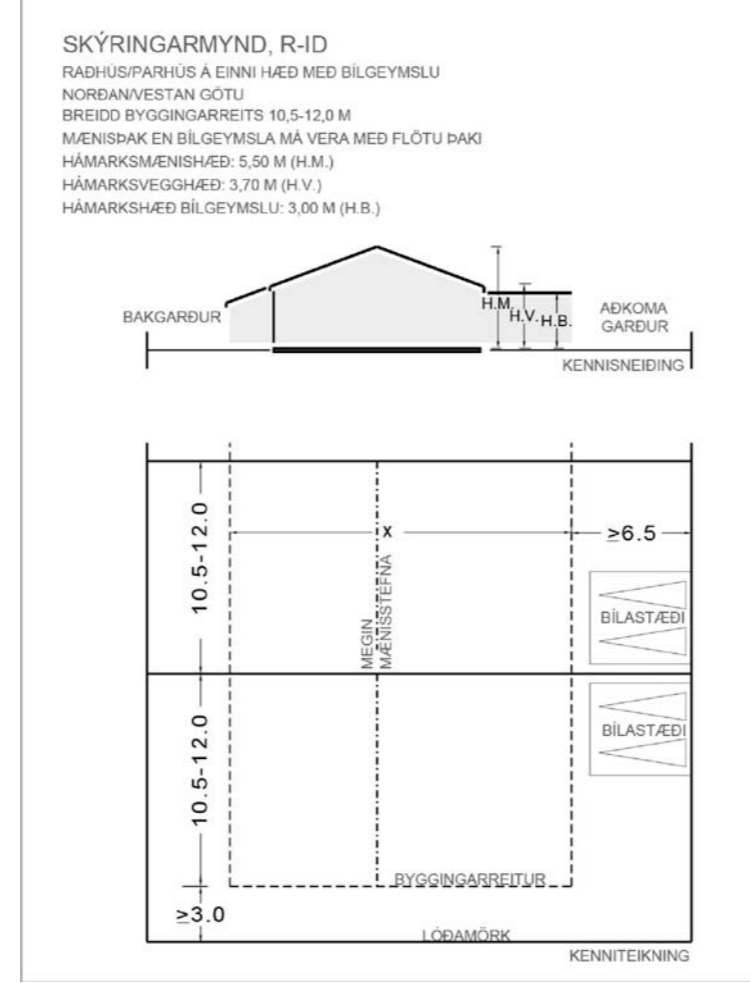 SKÝRINGARMYND, R-ID
RAÐHÚS/PARHÚS Á EINNI HÆÐ MEÐ BÍLGEYMSLU
NORÐAN/VESTAN GÖTU
BREIDD BYGGINGARREITS 10,5-12,0 M
MÆNISÞAK EN BÍLGEYMSLA MÁ VERA MEÐ FLÖTU ÞAKI
HÁMARKSMÆNISHÆÐ: 5,50 M (H.M.)
HÁMARKSVEGGHÆÐ: 3,70 M (H.V.)
HÁMARKSHÆÐ BÍLGEYMSLU: 3,00 M (H.B.)
BAKGARÐUR
H.M.
H.V.
H.B.
AÐKOMA
GARÐUR
KENNISNEIÐING
10.5-12.0
X
≥6.5
MEGIN
MÆNISSTEFNA
BÍLASTÆÐI
10.5-12.0
BÍLASTÆÐI
BYGGINGARREITUR
≥3.0
LÓÐAMÖRK
KENNITEIKNING